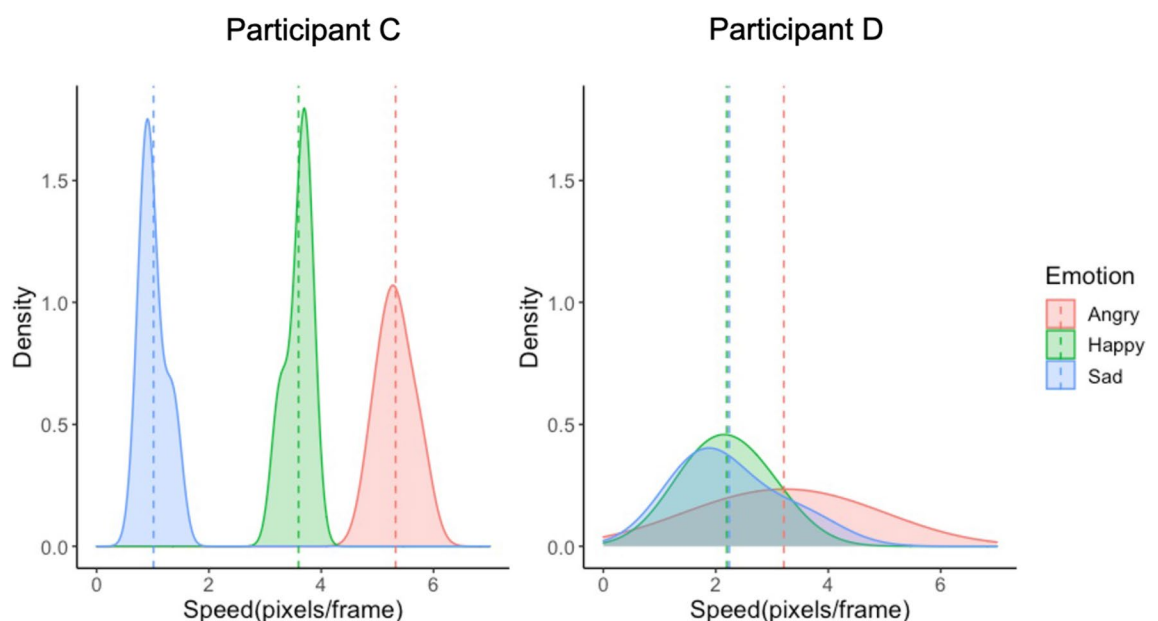 Participant C
Participant D
Density
1.5
1.0
0.5
0.0
0
2
4
6
Speed(pixels/frame)
Density
1.5
1.0
0.5
0.0
0
2
4
6
Speed(pixels/frame)
Emotion
Angry
Happy
Sad